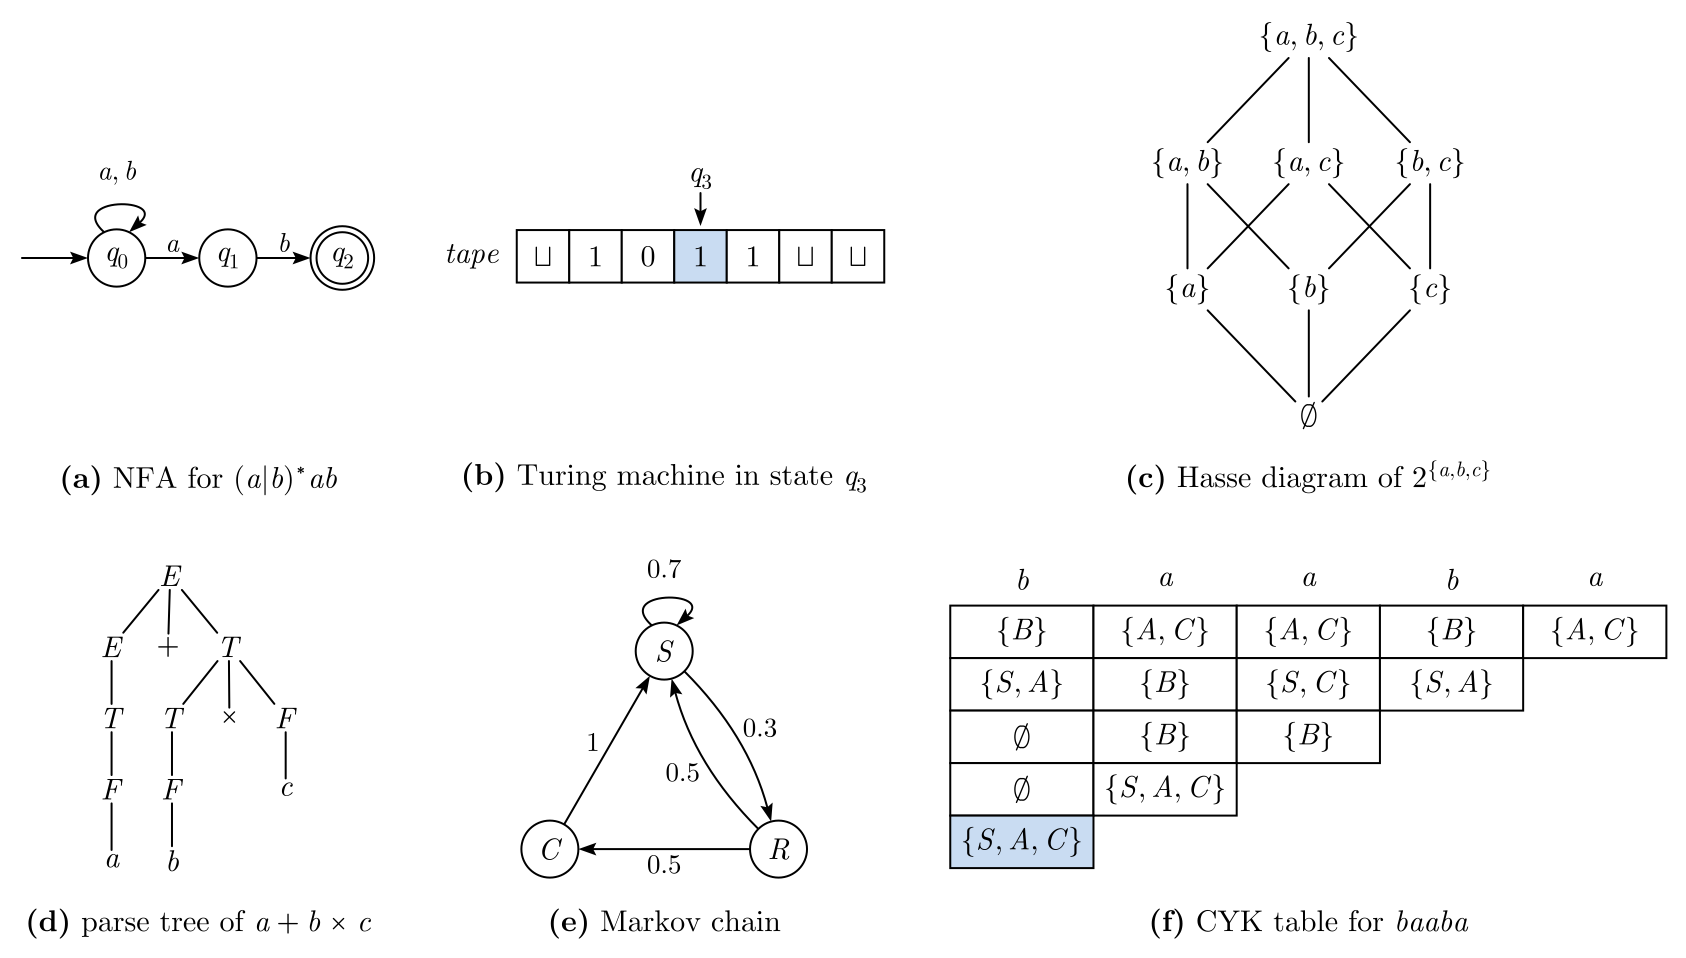 a, b
q₀ a q₁ b q₂
(a) NFA for (a|b)* ab
q₃
tape ⊔ 1 0 1 1 ⊔ ⊔
(b) Turing machine in state q₃
{a, b, c}
{a, b} {a, c} {b, c}
{a} {b} {c}
∅
(c) Hasse diagram of 2^{a,b,c}
E
E + T
T T × F
F F c
a b
(d) parse tree of a + b × c
0.7
S
0.3
1
0.5
C R
0.5
(e) Markov chain
b a a b a
{B} {A, C} {A, C} {B} {A, C}
{S, A} {B} {S, C} {S, A}
∅ {B} {B}
∅ {S, A, C}
{S, A, C}
(f) CYK table for baaba